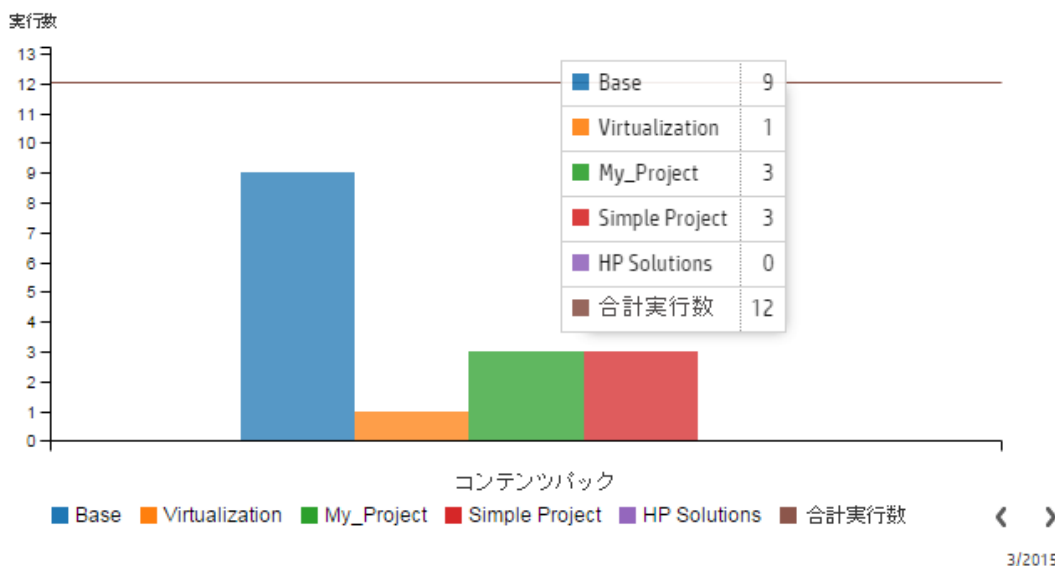 実行数
13
12
11
10
9
8
7
6
5
4
3
2
1
0
Base 9
Virtualization 1
My_Project 3
Simple Project 3
HP Solutions 0
合計実行数 12
コンテンツパック
Base Virtualization My_Project Simple Project HP Solutions 合計実行数
3/2015